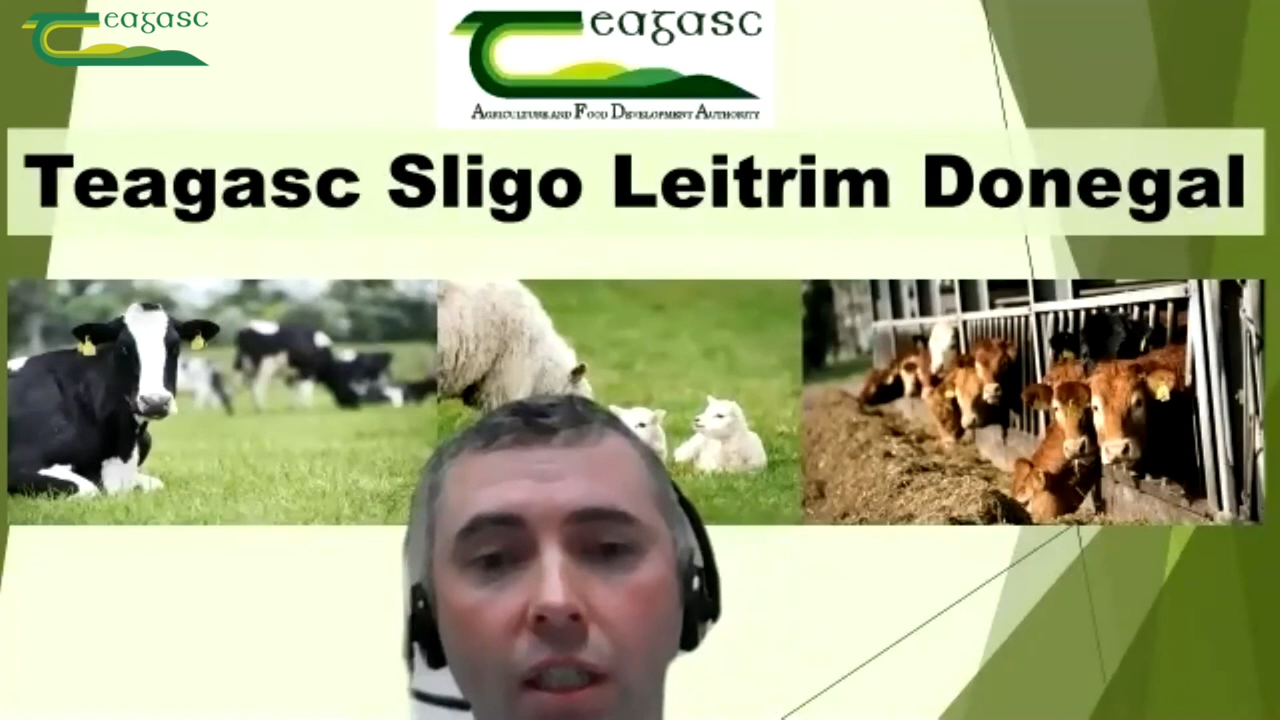 Teagasc
Teagasc
Agriculture and Food Development Authority
Teagasc Sligo Leitrim Donegal